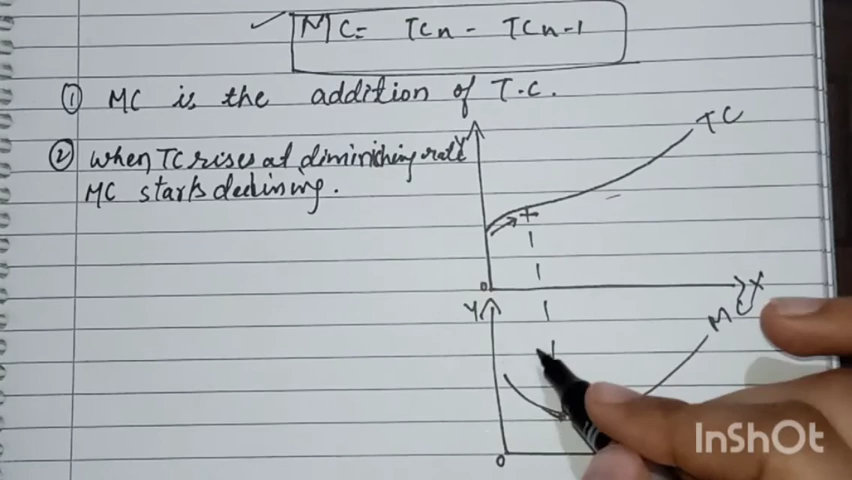 MC = TCn - TCn-1
① MC is the addition of T.C.
② when TC rises at diminishing rate
MC starts declining.
TC
Y
0
X
Y
MC
0
InShOt